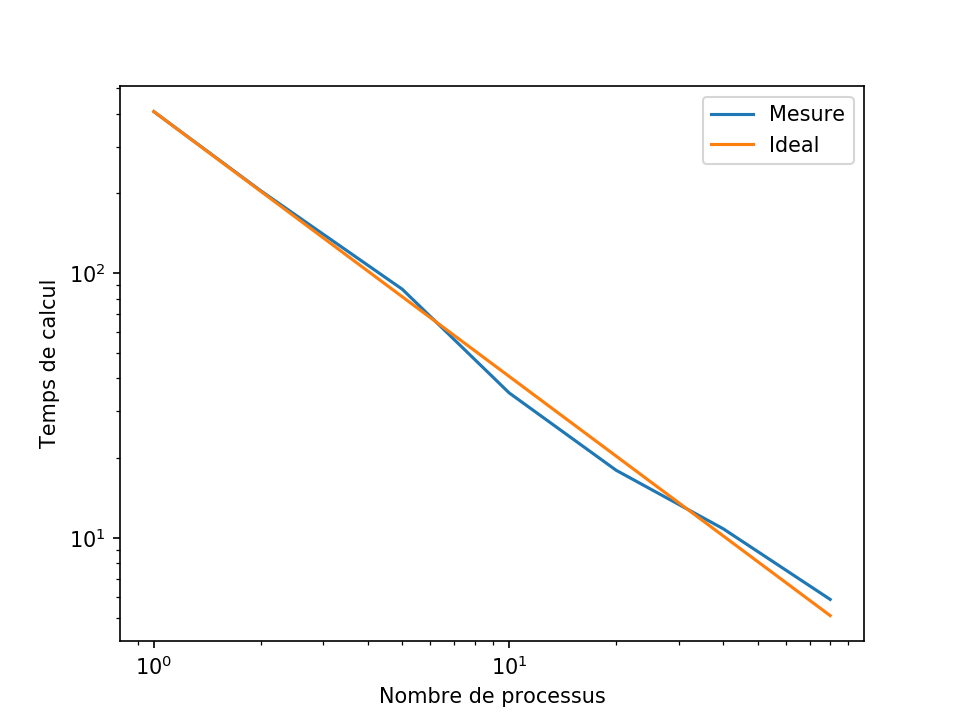 Mesure
Ideal
10²
10¹
Temps de calcul
10⁰
10¹
Nombre de processus